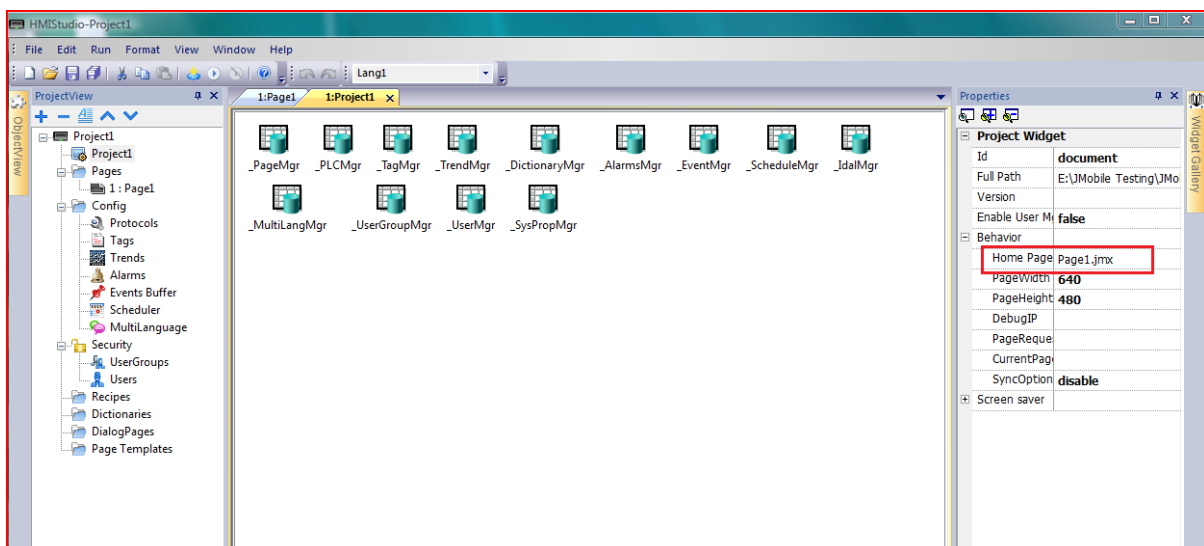 HMIStudio-Project1
File Edit Run Format View Window Help
Lang1
ObjectView
ProjectView
Project1
Project1
Pages
1 : Page1
Config
Protocols
Tags
Trends
Alarms
Events Buffer
Scheduler
MultiLanguage
Security
UserGroups
Users
Recipes
Dictionaries
DialogPages
Page Templates
1:Page1 1:Project1 x
_PageMgr _PLCMgr _TagMgr _TrendMgr _DictionaryMgr _AlarmsMgr _EventMgr _ScheduleMgr _IdalMgr
_MultiLangMgr _UserGroupMgr _UserMgr _SysPropMgr
Properties
Project Widget
Id document
Full Path E:\JMobile Testing\JMo
Version
Enable User M false
Behavior
Home Page Page1.jmx
PageWidth 640
PageHeight 480
DebugIP
PageReque
CurrentPag
SyncOption disable
Screen saver
Widget Gallery